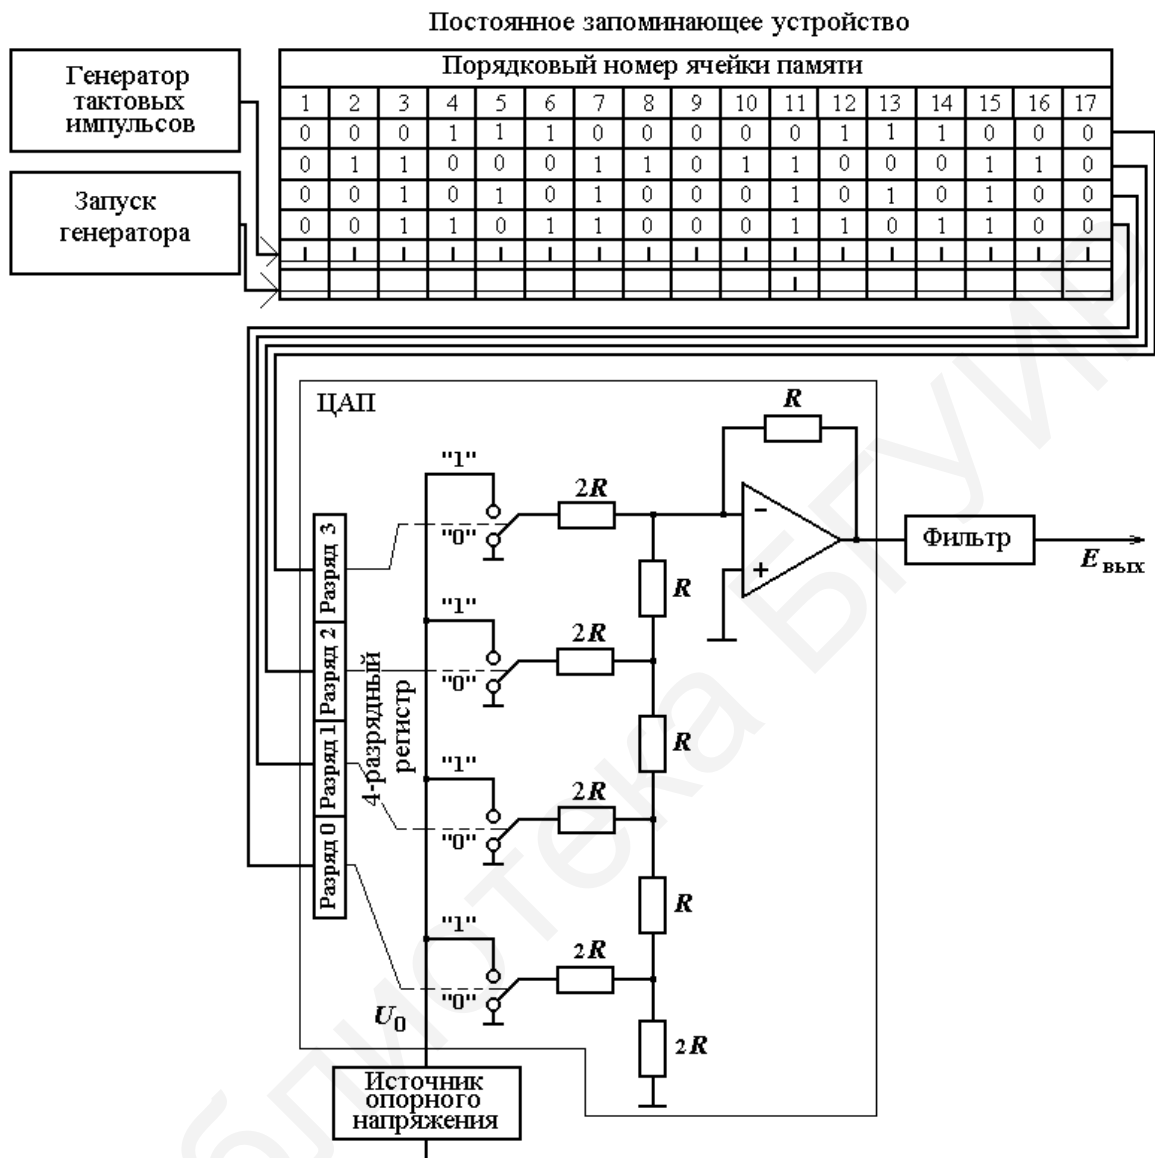 Постоянное запоминающее устройство
Генератор
тактовых
импульсов
Запуск
генератора
Порядковый номер ячейки памяти
1 2 3 4 5 6 7 8 9 10 11 12 13 14 15 16 17
0 0 0 1 1 1 0 0 0 0 0 1 1 1 0 0 0
0 1 1 0 0 0 1 1 0 1 1 0 0 0 1 1 0
0 0 1 0 1 0 1 0 0 0 1 0 1 0 1 0 0
0 0 1 1 0 1 1 0 0 0 1 1 0 1 1 0 0
ЦАП
R
"1"
2R
"0"
Разряд 3
Фильтр
E вых
R
"1"
2R
"0"
Разряд 2
4-разрядный
регистр
R
"1"
2R
"0"
Разряд 1
R
"1"
2R
"0"
Разряд 0
U0
2R
Источник
опорного
напряжения
блиотека БГУИР